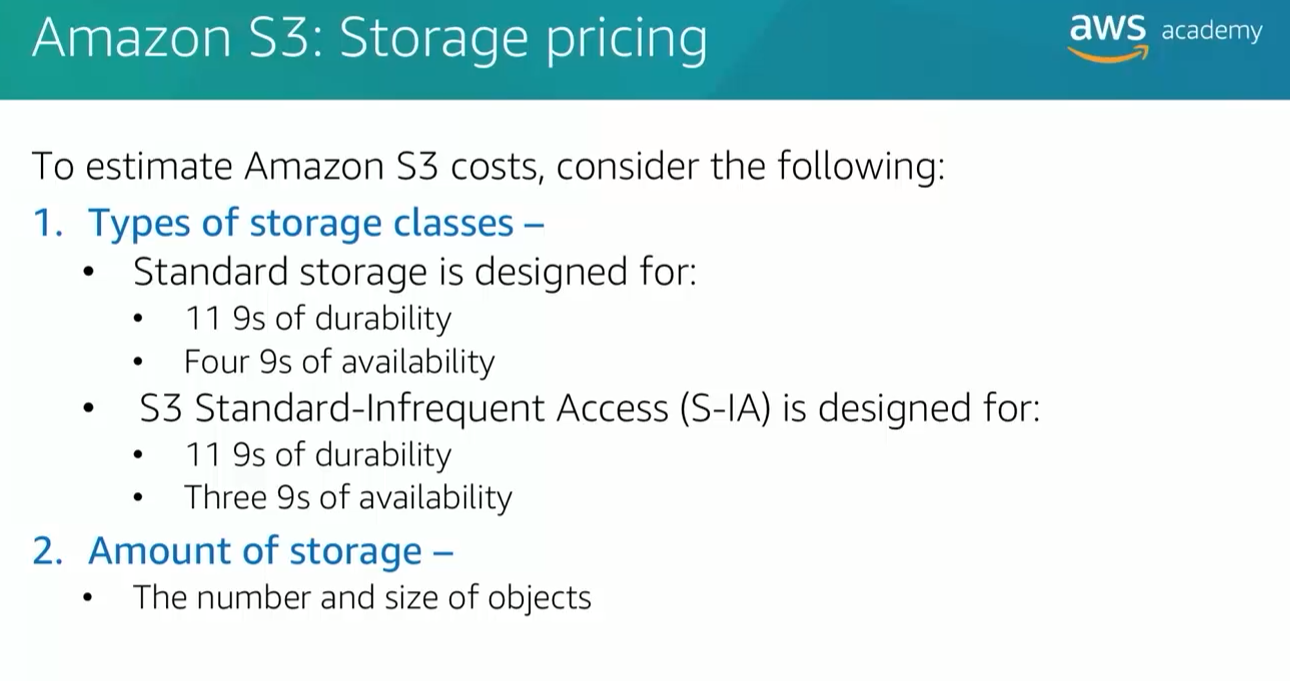 Amazon S3: Storage pricing
aws academy
To estimate Amazon S3 costs, consider the following:
1. Types of storage classes –
• Standard storage is designed for:
• 11 9s of durability
• Four 9s of availability
• S3 Standard-Infrequent Access (S-IA) is designed for:
• 11 9s of durability
• Three 9s of availability
2. Amount of storage –
• The number and size of objects